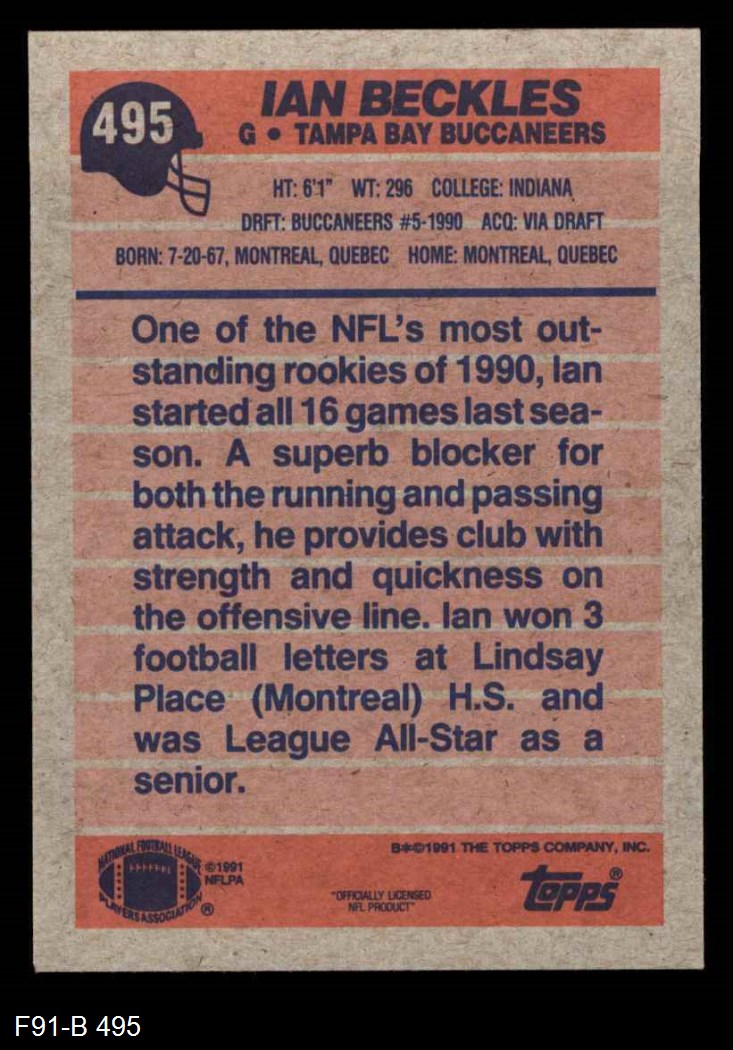 495
IAN BECKLES
G • TAMPA BAY BUCCANEERS
HT: 6'1" WT: 296 COLLEGE: INDIANA
DRFT: BUCCANEERS #5-1990 ACQ: VIA DRAFT
BORN: 7-20-67, MONTREAL, QUEBEC HOME: MONTREAL, QUEBEC
One of the NFL's most out-
standing rookies of 1990, Ian
started all 16 games last sea-
son. A superb blocker for
both the running and passing
attack, he provides club with
strength and quickness on
the offensive line. Ian won 3
football letters at Lindsay
Place (Montreal) H.S. and
was League All-Star as a
senior.
NATIONAL FOOTBALL LEAGUE
PLAYERS ASSOCIATION ®
©1991
NFLPA
"OFFICIALLY LICENSED
NFL PRODUCT"
B*©1991 THE TOPPS COMPANY, INC.
topps®
F91-B 495